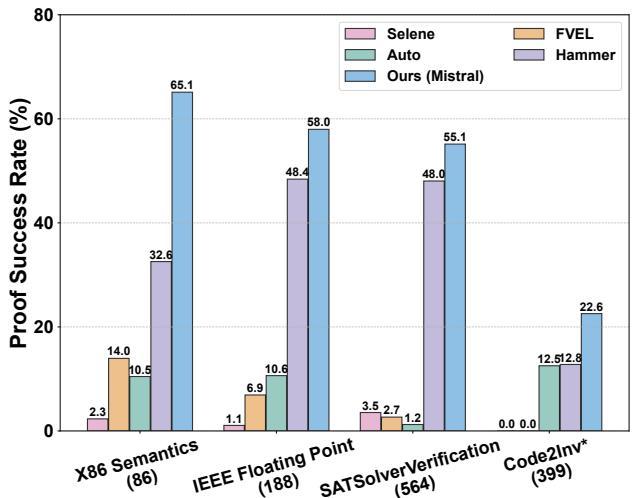 80
60
40
20
0
Proof Success Rate (%)
Selene
Auto
Ours (Mistral)
FVEL
Hammer
2.3
14.0
10.5
32.6
65.1
1.1
6.9
10.6
48.4
58.0
3.5
2.7
1.2
48.0
55.1
0.0
0.0
12.5
12.8
22.6
X86 Semantics
(86)
IEEE Floating Point
(188)
SATSolverVerification
(564)
Code2Inv*
(399)